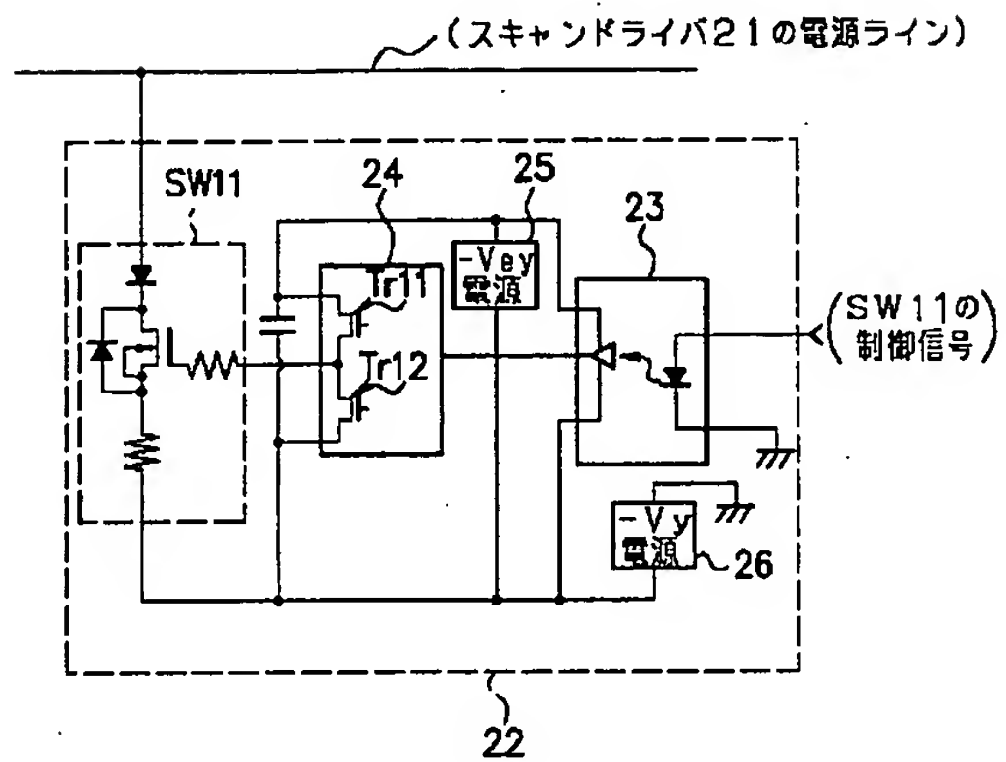 (スキャンドライバ21の電源ライン)
SW11
24
25
23
-Vey
電源
Tr11
Tr12
(SW11の
制御信号)
-Vy
電源
26
22